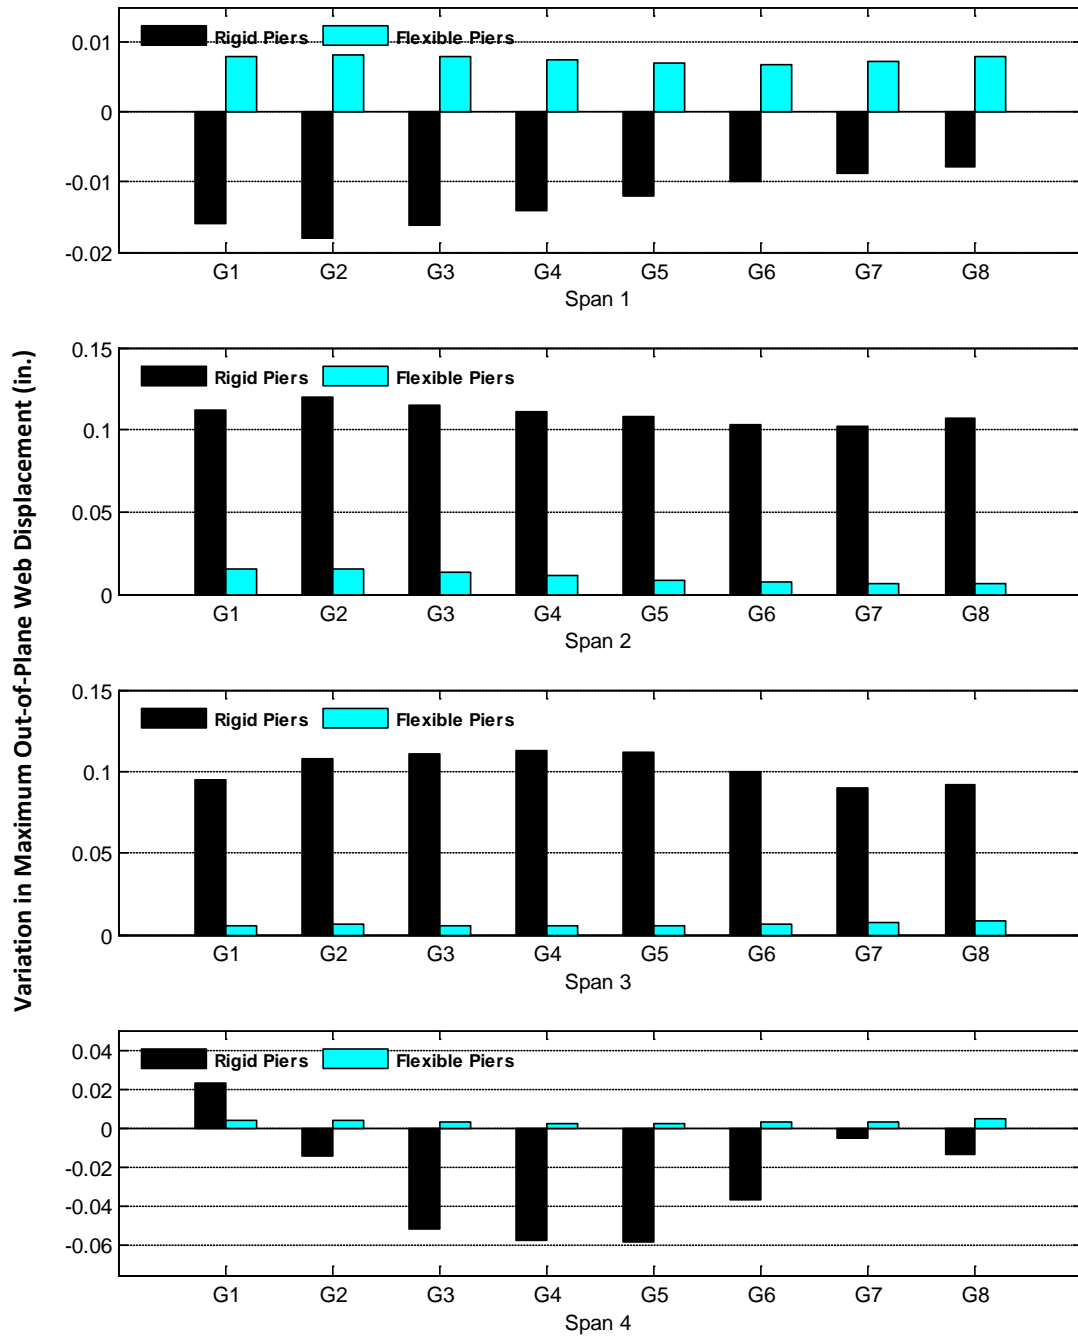 Variation in Maximum Out-of-Plane Web Displacement (in.)
Rigid Piers Flexible Piers
0.01
0
-0.01
-0.02
G1 G2 G3 G4 G5 G6 G7 G8
Span 1
0.15
Rigid Piers Flexible Piers
0.1
0.05
0
G1 G2 G3 G4 G5 G6 G7 G8
Span 2
0.15
Rigid Piers Flexible Piers
0.1
0.05
0
G1 G2 G3 G4 G5 G6 G7 G8
Span 3
0.04
Rigid Piers Flexible Piers
0.02
0
-0.02
-0.04
-0.06
G1 G2 G3 G4 G5 G6 G7 G8
Span 4